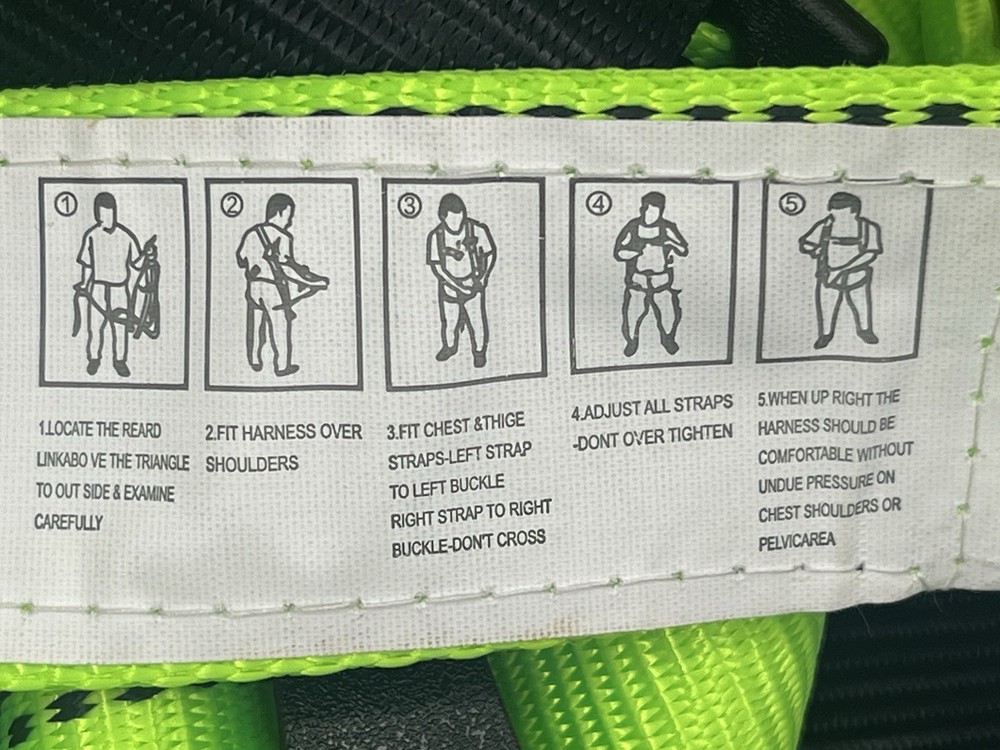 ①
②
③
④
⑤
1.LOCATE THE REARD
LINKABO VE THE TRIANGLE
TO OUT SIDE & EXAMINE
CAREFULLY
2.FIT HARNESS OVER
SHOULDERS
3.FIT CHEST &THIGE
STRAPS-LEFT STRAP
TO LEFT BUCKLE
RIGHT STRAP TO RIGHT
BUCKLE-DON'T CROSS
4.ADJUST ALL STRAPS
-DONT OVER TIGHTEN
5.WHEN UP RIGHT THE
HARNESS SHOULD BE
COMFORTABLE WITHOUT
UNDUE PRESSURE ON
CHEST SHOULDERS OR
PELVICAREA